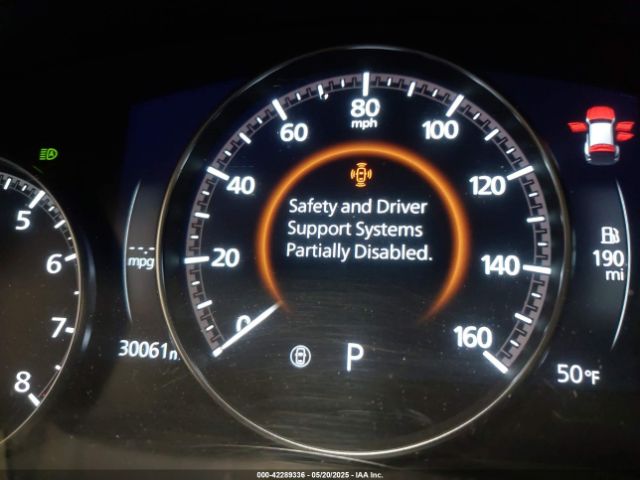 80
mph
60
100
40
120
Safety and Driver
Support Systems
Partially Disabled.
5
6
7
8
mpg
20
140
190
mi
0
160
30061
P
50°F
000-42289336 - 05/20/2025 - IAA Inc.